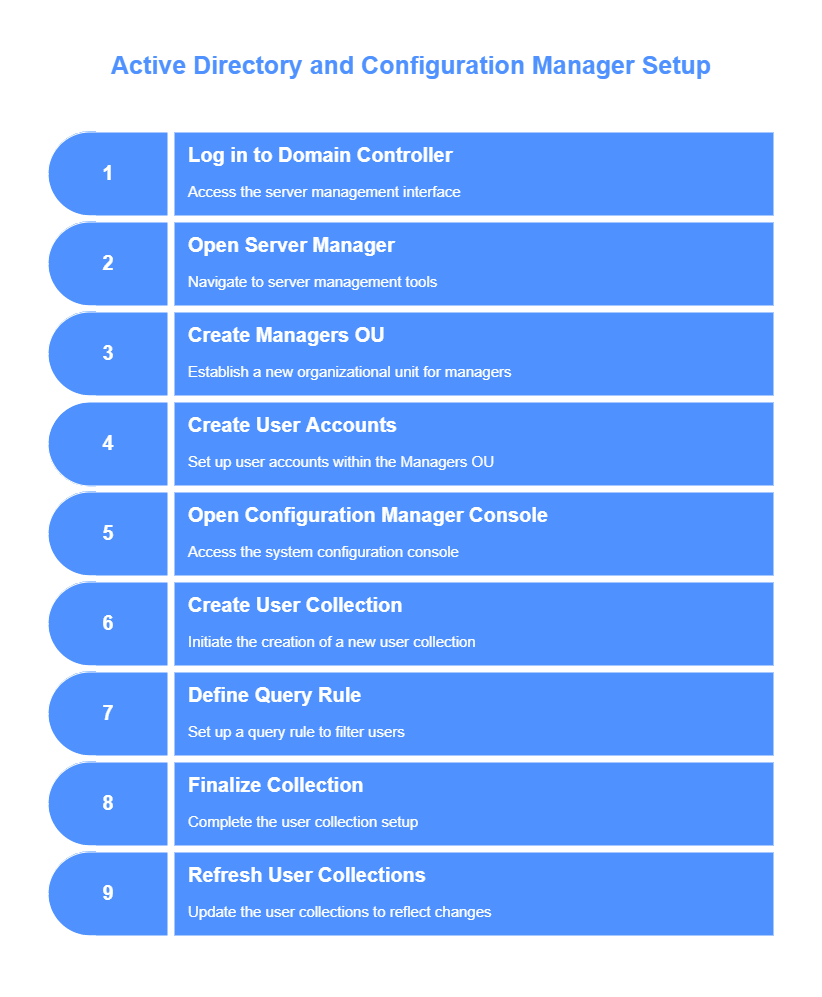 Active Directory and Configuration Manager Setup
1
Log in to Domain Controller
Access the server management interface
2
Open Server Manager
Navigate to server management tools
3
Create Managers OU
Establish a new organizational unit for managers
4
Create User Accounts
Set up user accounts within the Managers OU
5
Open Configuration Manager Console
Access the system configuration console
6
Create User Collection
Initiate the creation of a new user collection
7
Define Query Rule
Set up a query rule to filter users
8
Finalize Collection
Complete the user collection setup
9
Refresh User Collections
Update the user collections to reflect changes